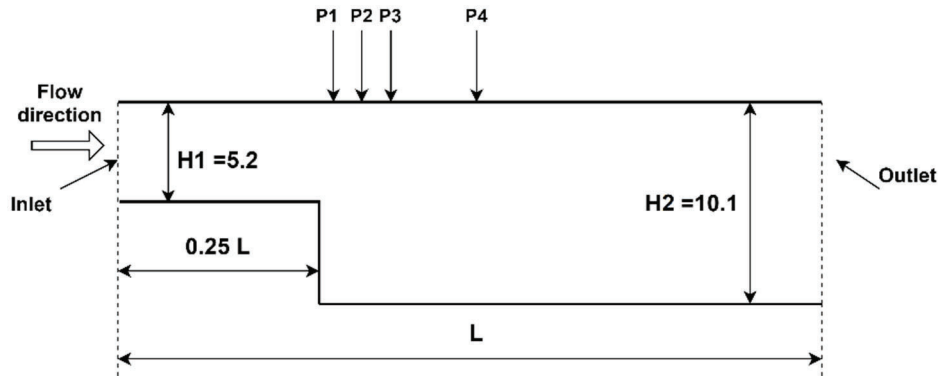 P1 P2 P3 P4
Flow
direction
H1 =5.2
Inlet
Outlet
H2 =10.1
0.25 L
L